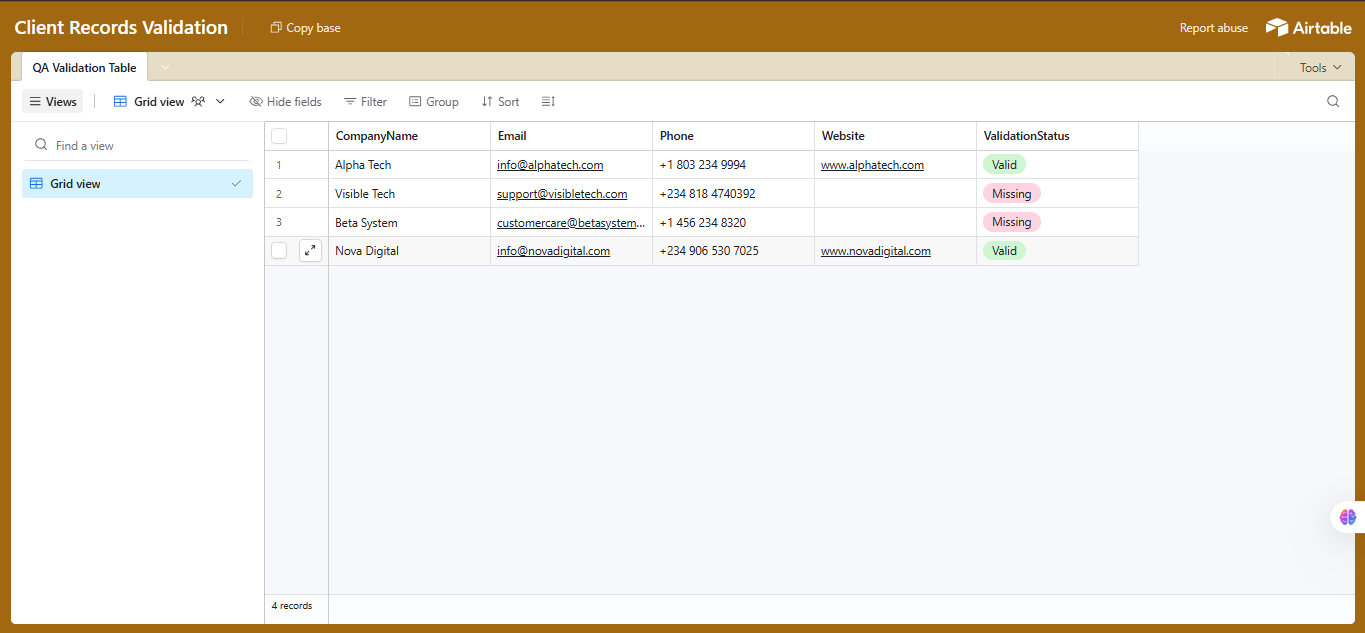 Client Records Validation Copy base Report abuse Airtable
QA Validation Table Tools
Views Grid view Hide fields Filter Group Sort
Find a view
Grid view
CompanyName Email Phone Website ValidationStatus
1 Alpha Tech info@alphatech.com +1 803 234 9994 www.alphatech.com Valid
2 Visible Tech support@visibletech.com +234 818 4740392 Missing
3 Beta System customercare@betasystem... +1 456 234 8320 Missing
Nova Digital info@novadigital.com +234 906 530 7025 www.novadigital.com Valid
4 records